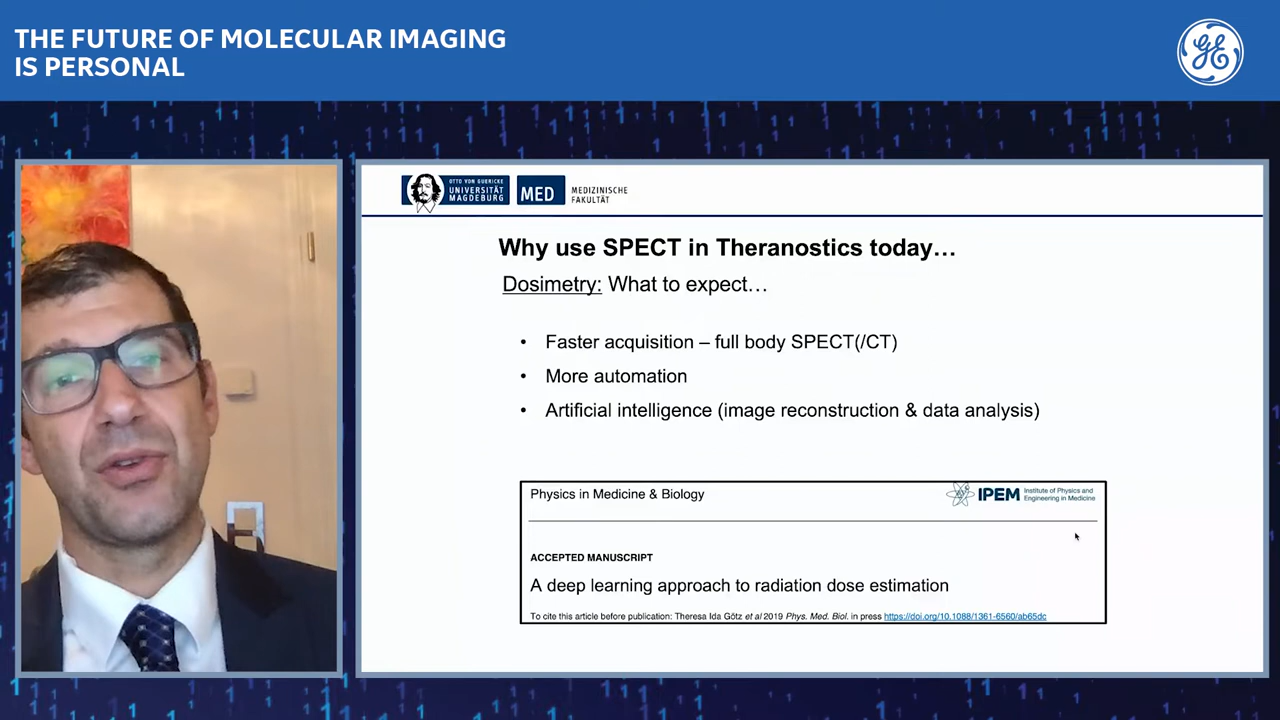 THE FUTURE OF MOLECULAR IMAGING
IS PERSONAL
GE
OTTO VON GUERICKE
UNIVERSITÄT
MAGDEBURG
MED
MEDIZINISCHE
FAKULTÄT
Why use SPECT in Theranostics today…
Dosimetry: What to expect…
• Faster acquisition – full body SPECT(/CT)
• More automation
• Artificial intelligence (image reconstruction & data analysis)
Physics in Medicine & Biology
IPEM Institute of Physics and
Engineering in Medicine
ACCEPTED MANUSCRIPT
A deep learning approach to radiation dose estimation
To cite this article before publication: Theresa Ida Götz et al 2019 Phys. Med. Biol. in press https://doi.org/10.1088/1361-6560/ab65dc